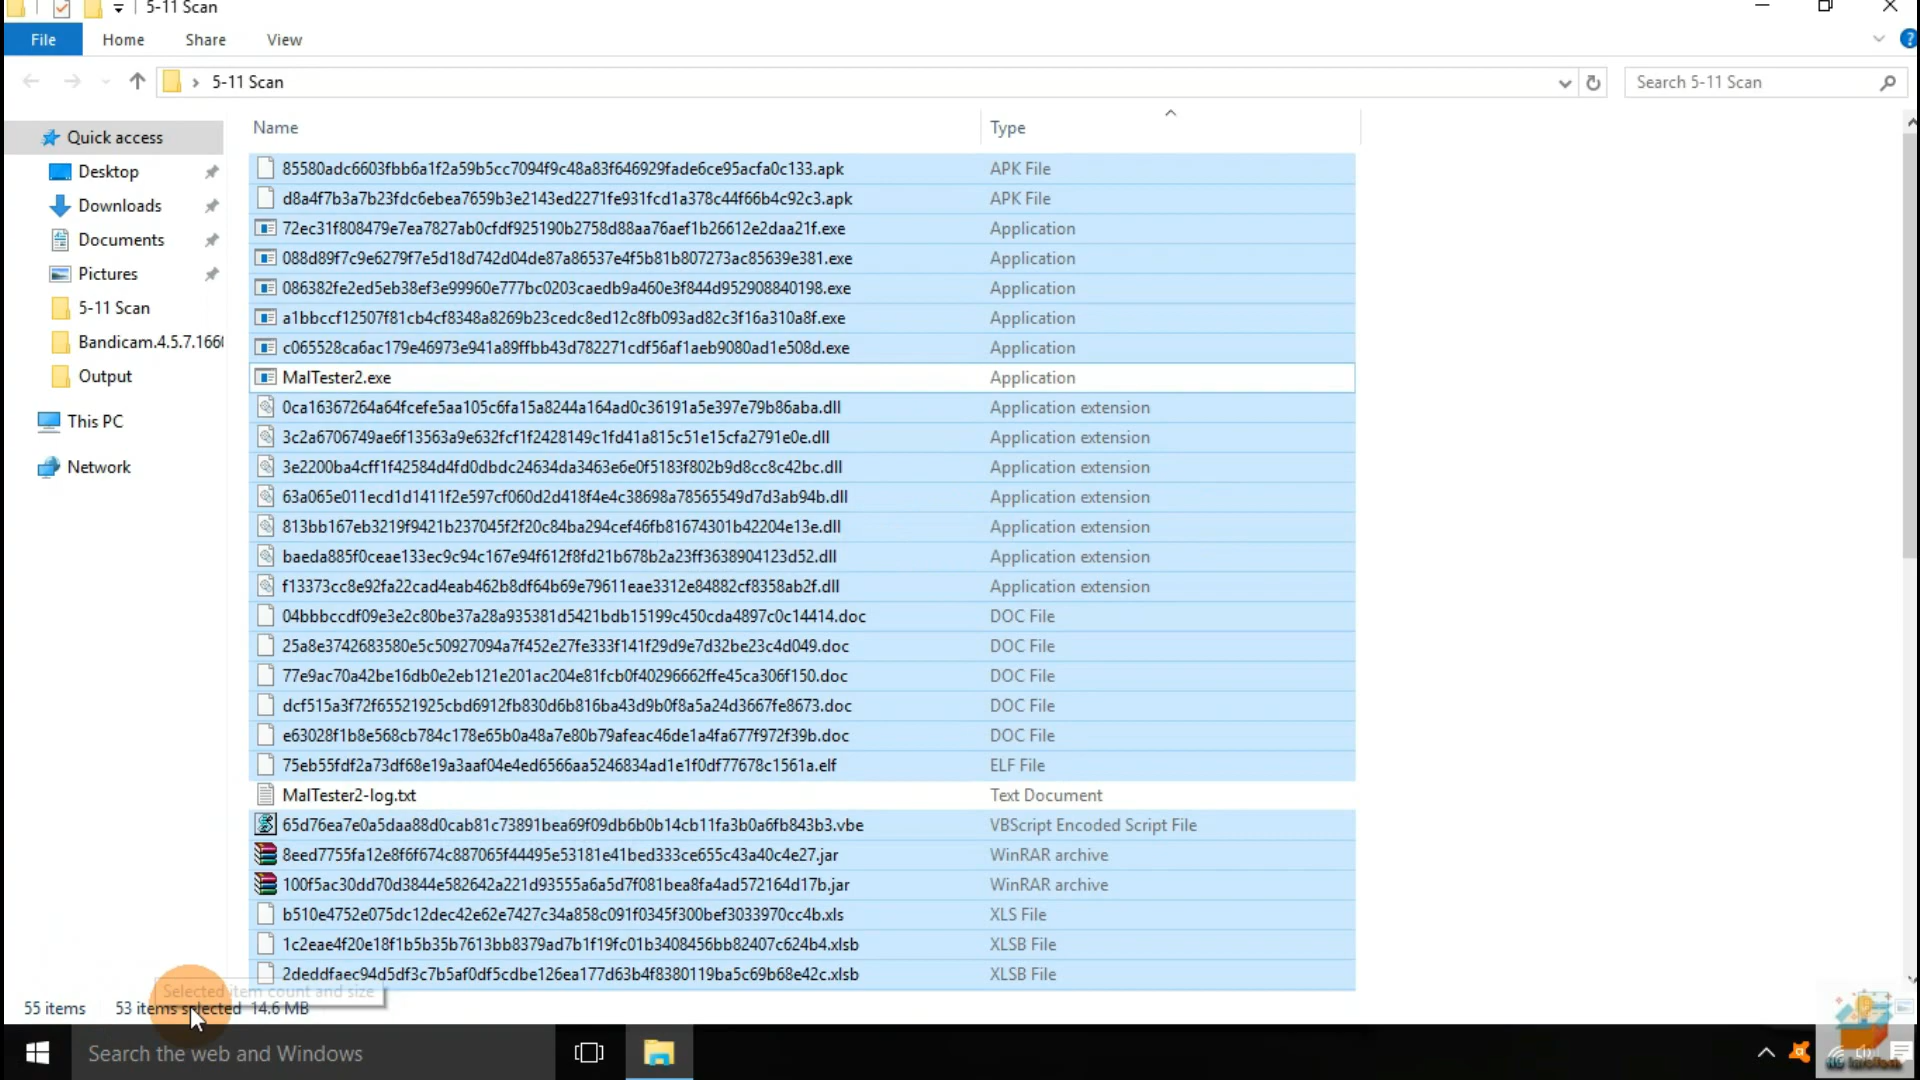 5-11 Scan
File Home Share View
5-11 Scan
Search 5-11 Scan
Quick access
Desktop
Downloads
Documents
Pictures
5-11 Scan
Bandicam.4.5.7.166
Output
This PC
Network
Name Type
85580adc6603fbb6a1f2a59b5cc7094f9c48a83f646929fade6ce95acfa0c133.apk APK File
d8a4f7b3a7b23fdc6ebea7659b3e2143ed2271fe931fcd1a378c44f66b4c92c3.apk APK File
72ec31f808479e7ea7827ab0cfdf925190b2758d88aa76aef1b26612e2daa21f.exe Application
088d89f7c9e6279f7e5d18d742d04de87a86537e4f5b81b807273ac85639e381.exe Application
086382fe2ed5eb38ef3e99960e777bc0203caedb9a460e3f844d952908840198.exe Application
a1bbccf12507f81cb4cf8348a8269b23cedc8ed12c8fb093ad82c3f16a310a8f.exe Application
c065528ca6ac179e46973e941a89ffbb43d782271cdf56af1aeb9080ad1e508d.exe Application
MalTester2.exe Application
0ca16367264a64fcefe5aa105c6fa15a8244a164ad0c36191a5e397e79b86aba.dll Application extension
3c2a6706749ae6f13563a9e632fcf1f2428149c1fd41a815c51e15cfa2791e0e.dll Application extension
3e2200ba4cff1f42584d4fd0dbdc24634da3463e6e0f5183f802b9d8cc8c42bc.dll Application extension
63a065e011ecd1d1411f2e597cf060d2d418f4e4c38698a78565549d7d3ab94b.dll Application extension
813bb167eb3219f9421b237045f2f20c84ba294cef46fb81674301b42204e13e.dll Application extension
baeda885f0ceae133ec9c94c167e94f612f8fd21b678b2a23ff3638904123d52.dll Application extension
f13373cc8e92fa22cad4eab462b8df64b69e79611eae3312e84882cf8358ab2f.dll Application extension
04bbbccdf09e3e2c80be37a28a935381d5421bdb15199c450cda4897c0c14414.doc DOC File
25a8e3742683580e5c50927094a7f452e27fe333f141f29d9e7d32be23c4d049.doc DOC File
77e9ac70a42be16db0e2eb121e201ac204e81fcb0f40296662ffe45ca306f150.doc DOC File
dcf515a3f72f65521925cbd6912fb830d6b816ba43d9b0f8a5a24d3667fe8673.doc DOC File
e63028f1b8e568cb784c178e65b0a48a7e80b79afeac46de1a4fa677f972f39b.doc DOC File
75eb55fdf2a73df68e19a3aaf04e4ed6566aa5246834ad1e1f0df77678c1561a.elf ELF File
MalTester2-log.txt Text Document
65d76ea7e0a5daa88d0cab81c73891bea69f09db6b0b14cb11fa3b0a6fb843b3.vbe VBScript Encoded Script File
8eed7755fa12e8f6f674c887065f44495e53181e41bed333ce655c43a40c4e27.jar WinRAR archive
100f5ac30dd70d3844e582642a221d93555a6a5d7f081bea8fa4ad572164d17b.jar WinRAR archive
b510e4752e075dc12dec42e62e7427c34a858c091f0345f300bef3033970cc4b.xls XLS File
1c2eae4f20e18f1b5b35b7613bb8379ad7b1f19fc01b3408456bb82407c624b4.xlsb XLSB File
2deddfaec94d5df3c7b5af0df5cdbe126ea177d63b4f8380119ba5c69b68e42c.xlsb XLSB File
Selected item count and size
55 items 53 items selected 14.6 MB
Search the web and Windows